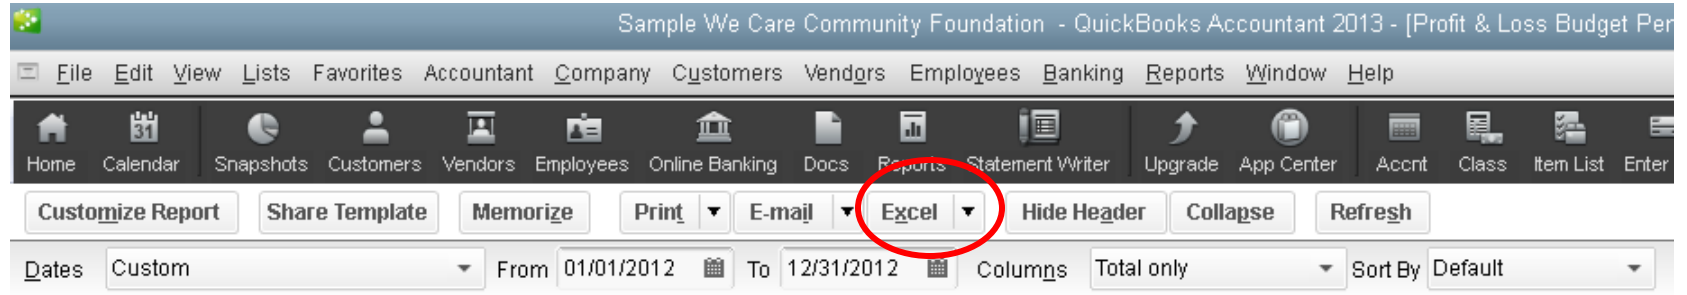 Sample We Care Community Foundation - QuickBooks Accountant 2013 - [Profit & Loss Budget Per
File Edit View Lists Favorites Accountant Company Customers Vendors Employees Banking Reports Window Help
31
Home Calendar Snapshots Customers Vendors Employees Online Banking Docs Reports Statement Writer Upgrade App Center Accnt Class Item List Enter
Customize Report Share Template Memorize Print E-mail Excel Hide Header Collapse Refresh
Dates Custom From 01/01/2012 To 12/31/2012 Columns Total only Sort By Default